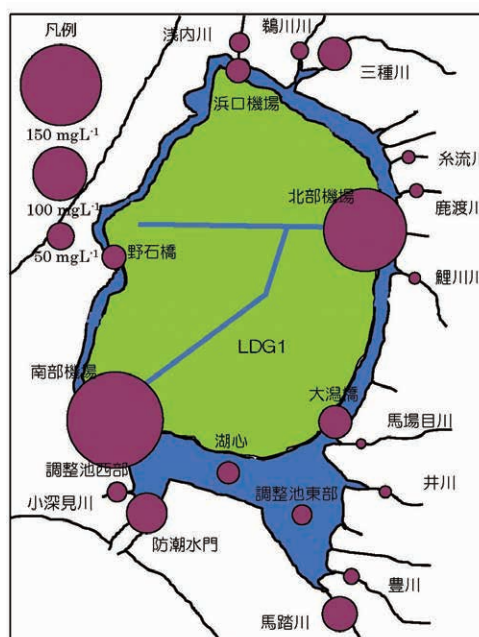 凡例
150 mgL⁻¹
100 mgL⁻¹
50 mgL⁻¹
浅内川
鵜川川
三種川
浜口機場
糸流川
北部機場
鹿渡川
野石橋
鯉川川
LDG1
南部機場
大潟橋
馬場目川
湖心
調整池西部
井川
小深見川
調整池東部
防潮水門
豊川
馬踏川